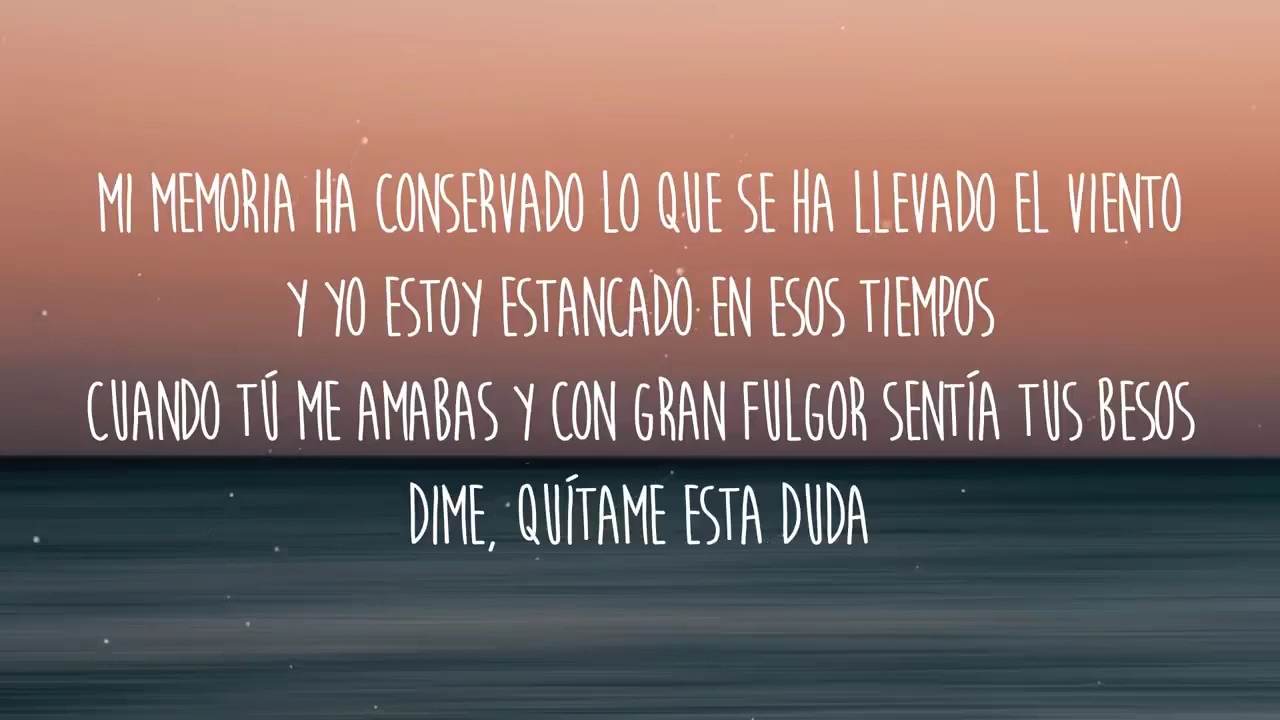 MI MEMORIA HA CONSERVADO LO QUE SE HA LLEVADO EL VIENTO
Y YO ESTOY ESTANCADO EN ESOS TIEMPOS
CUANDO TÚ ME AMABAS Y CON GRAN FULGOR SENTÍA TUS BESOS
DIME, QUÍTAME ESTA DUDA